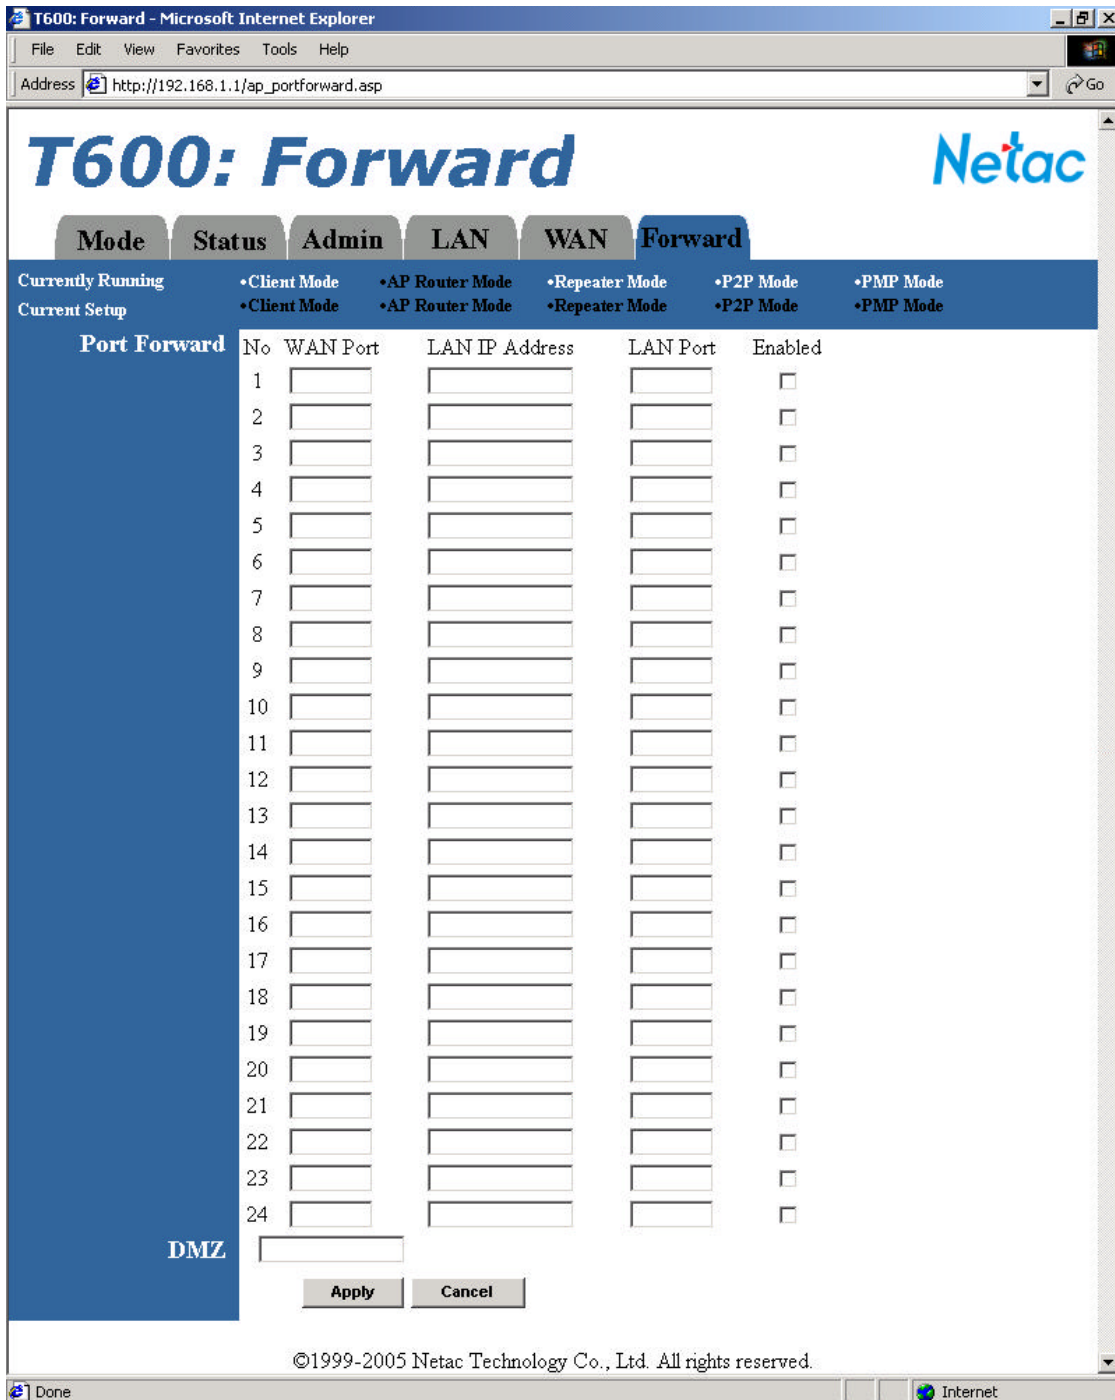 T600: Forward - Microsoft Internet Explorer
File Edit View Favorites Tools Help
Address http://192.168.1.1/ap_portforward.asp Go
T600: Forward
Netac
Mode Status Admin LAN WAN Forward
Currently Running •Client Mode •AP Router Mode •Repeater Mode •P2P Mode •PMP Mode
Current Setup •Client Mode •AP Router Mode •Repeater Mode •P2P Mode •PMP Mode
Port Forward No WAN Port LAN IP Address LAN Port Enabled
1
2
3
4
5
6
7
8
9
10
11
12
13
14
15
16
17
18
19
20
21
22
23
24
DMZ
Apply Cancel
©1999-2005 Netac Technology Co., Ltd. All rights reserved.
Done Internet